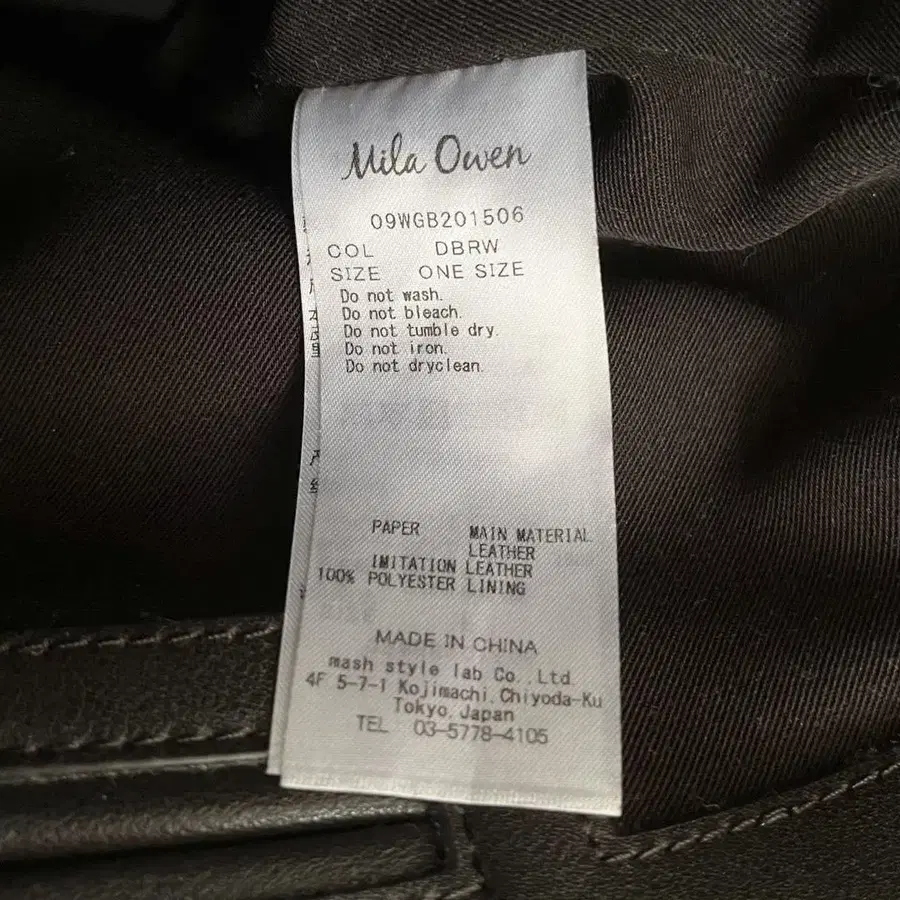 Mila Owen
09WGB201506
COL DBRW
SIZE ONE SIZE
Do not wash.
Do not bleach.
Do not tumble dry.
Do not iron.
Do not dryclean.
PAPER MAIN MATERIAL
LEATHER
IMITATION LEATHER
100% POLYESTER LINING
MADE IN CHINA
mash style lab Co.,Ltd.
4F 5-7-1 Kojimachi,Chiyoda-Ku
Tokyo,Japan
TEL 03-5778-4105